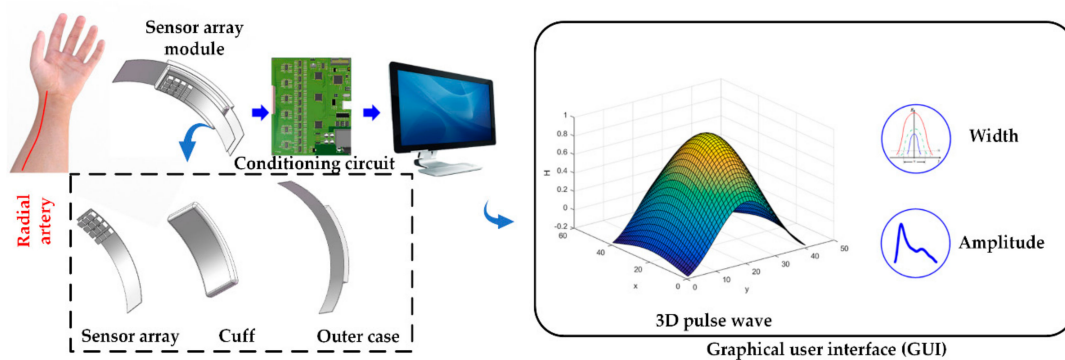 Sensor array
module
Conditioning circuit
Radial
artery
Sensor array
Cuff
Outer case
1
0.8
0.6
0.4
0.2
0
-0.2
H
60
40
20
0
x
0
10
20
30
40
50
y
3D pulse wave
Width
Amplitude
Graphical user interface (GUI)